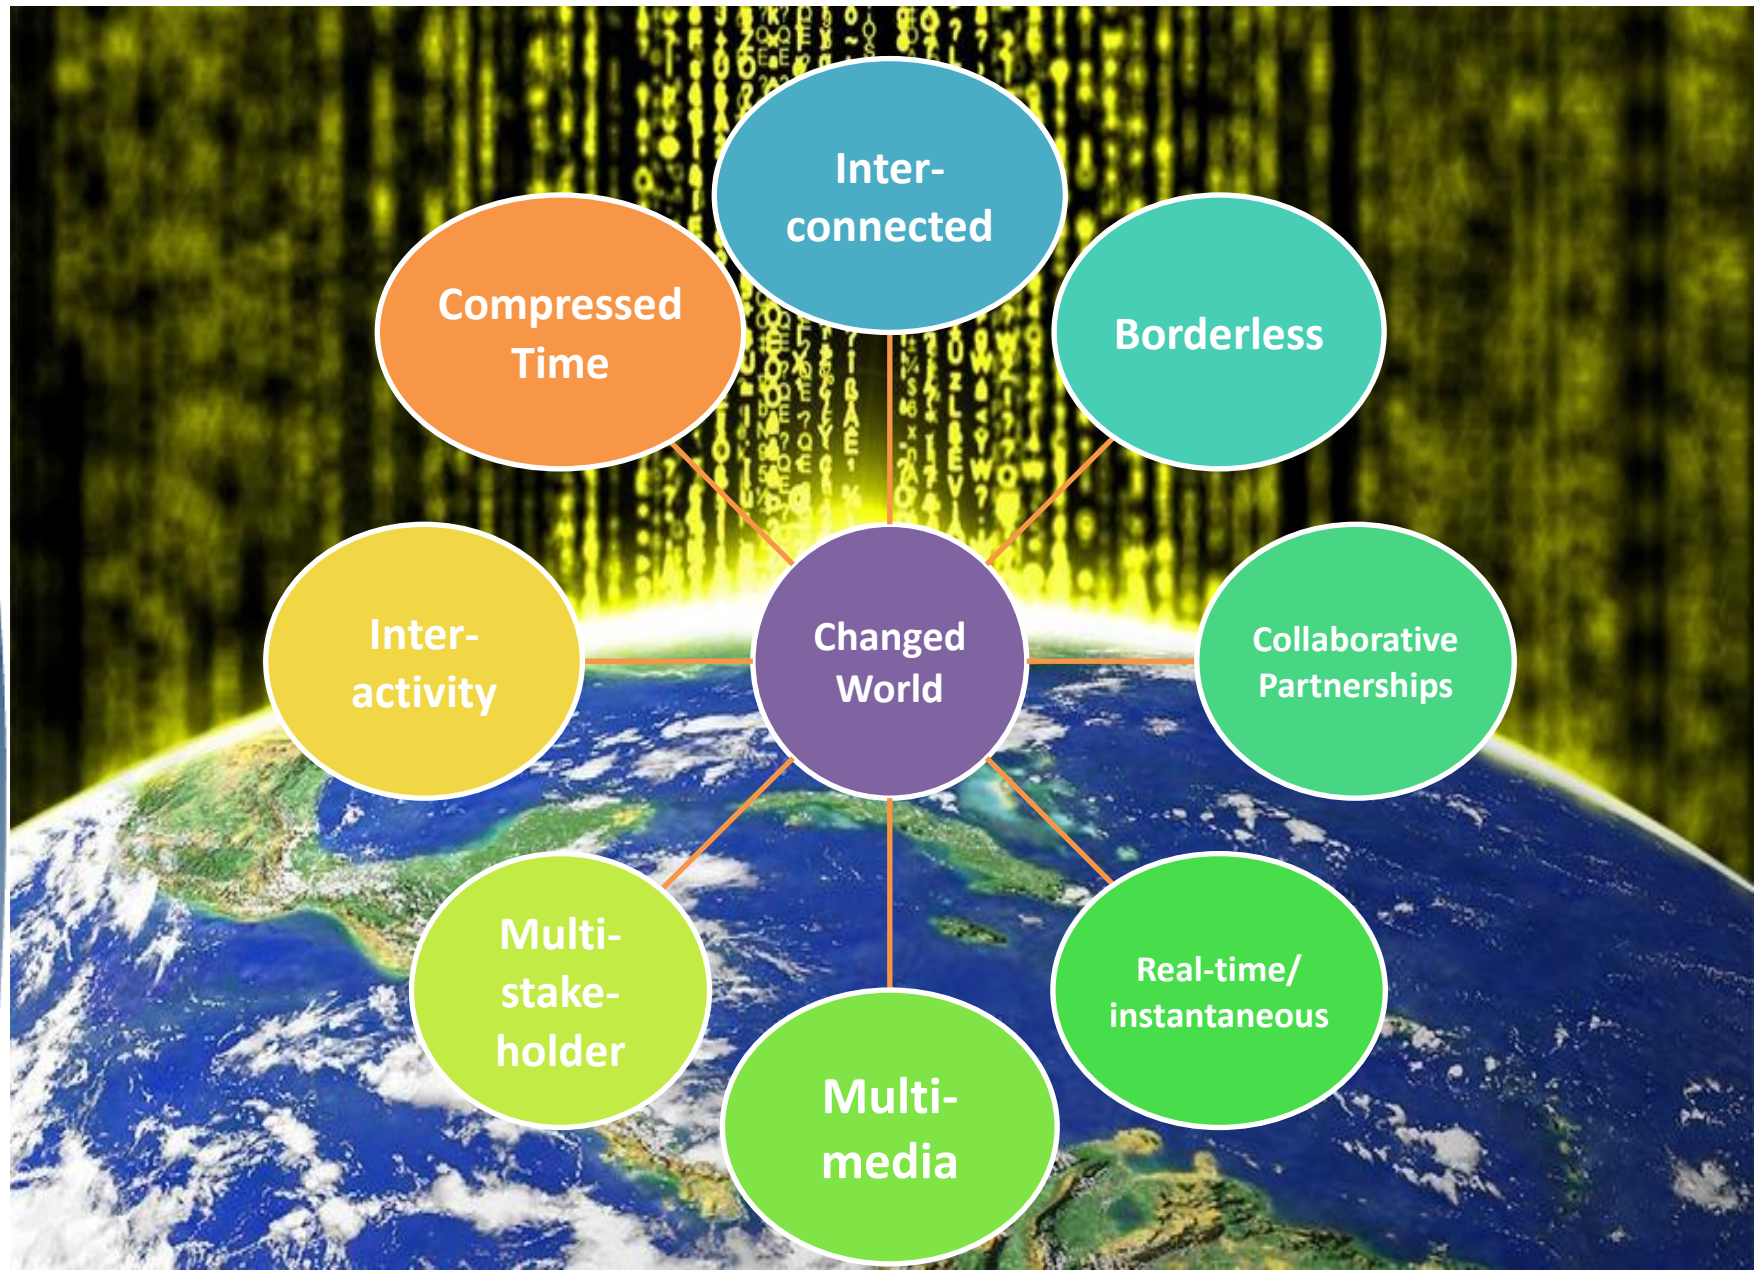 Inter-
connected
Borderless
Collaborative
Partnerships
Real-time/
instantaneous
Multi-
media
Multi-
stake-
holder
Inter-
activity
Compressed
Time
Changed
World